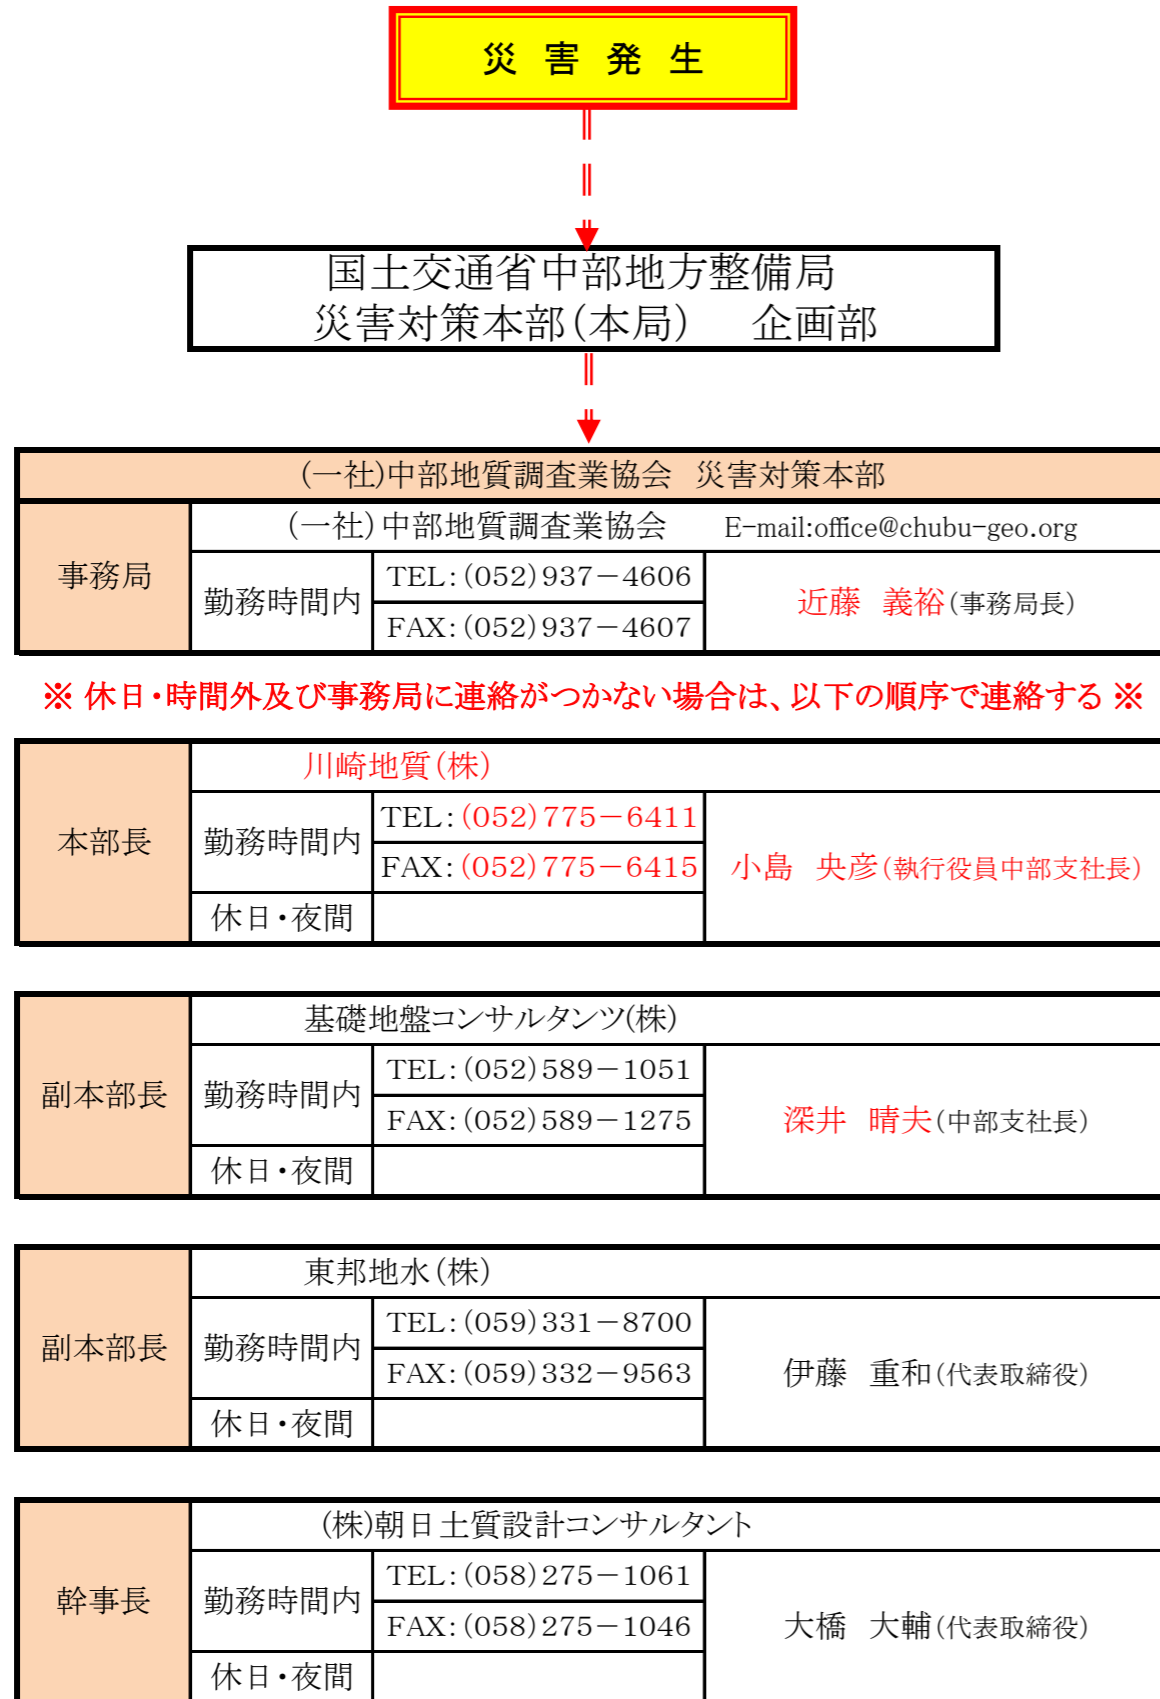 災 害 発 生
国土交通省中部地方整備局
災害対策本部（本局）　企画部
(一社)中部地質調査業協会　災害対策本部
事務局
（一社）中部地質調査業協会　E-mail:office@chubu-geo.org
勤務時間内
TEL：（052）937－4606
FAX：（052）937－4607
近藤　義裕（事務局長）
※ 休日・時間外及び事務局に連絡がつかない場合は、以下の順序で連絡する ※
本部長
川崎地質（株）
勤務時間内
TEL：（052）775－6411
FAX：（052）775－6415
小島　央彦（執行役員中部支社長）
休日・夜間
副本部長
基礎地盤コンサルタンツ(株)
勤務時間内
TEL：（052）589－1051
FAX：（052）589－1275
深井　晴夫（中部支社長）
休日・夜間
副本部長
東邦地水（株）
勤務時間内
TEL：（059）331－8700
FAX：（059）332－9563
伊藤　重和（代表取締役）
休日・夜間
幹事長
(株)朝日土質設計コンサルタント
勤務時間内
TEL：（058）275－1061
FAX：（058）275－1046
大橋　大輔（代表取締役）
休日・夜間